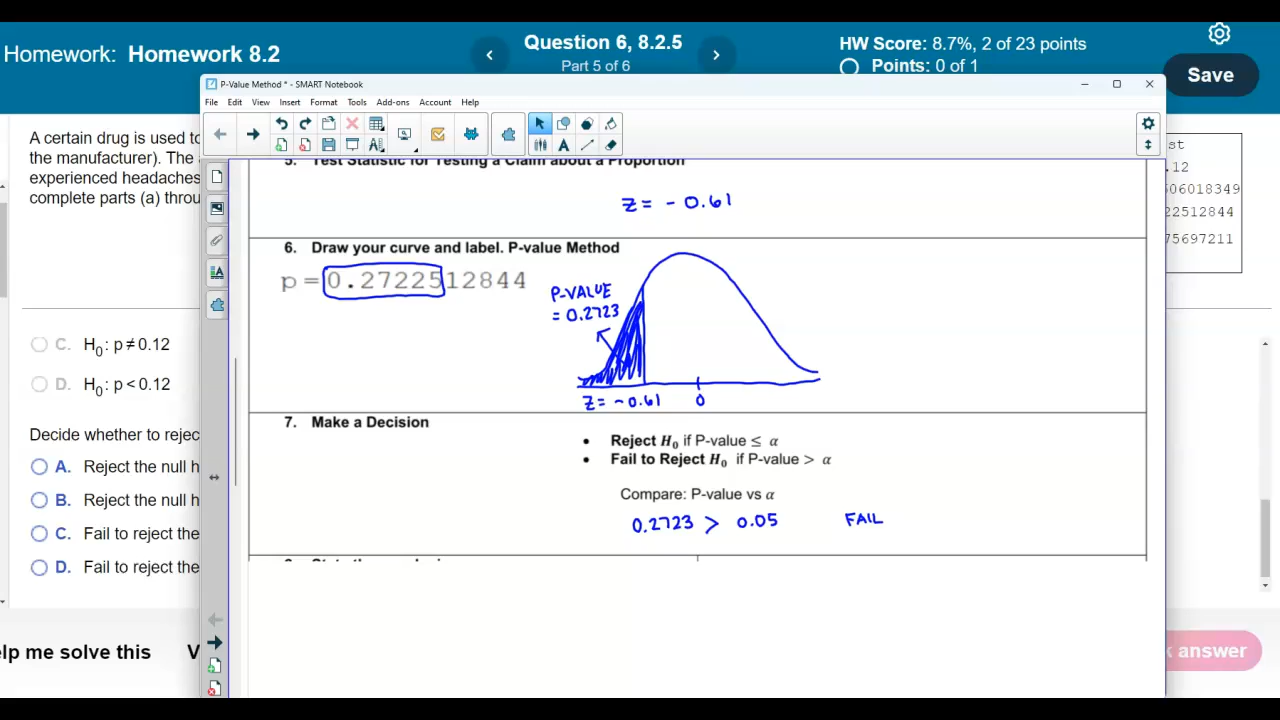 Homework: Homework 8.2
Question 6, 8.2.5
Part 5 of 6
HW Score: 8.7%, 2 of 23 points
Points: 0 of 1
Save
P-Value Method * - SMART Notebook
File Edit View Insert Format Tools Add-ons Account Help
A certain drug is used to
the manufacturer). The
experienced headaches
complete parts (a) throu
st
.12
606018349
22512844
75697211
C. H0: p ≠ 0.12
D. H0: p < 0.12
Decide whether to rejec
A. Reject the null h
B. Reject the null h
C. Fail to reject the
D. Fail to reject the
5. Test Statistic for Testing a Claim about a Proportion
z = - 0.61
6. Draw your curve and label. P-value Method
p=0.2722512844
P-VALUE
= 0.2723
z = -0.61 0
7. Make a Decision
• Reject H0 if P-value ≤ α
• Fail to Reject H0 if P-value > α
Compare: P-value vs α
0.2723 > 0.05 FAIL
elp me solve this
V
k answer